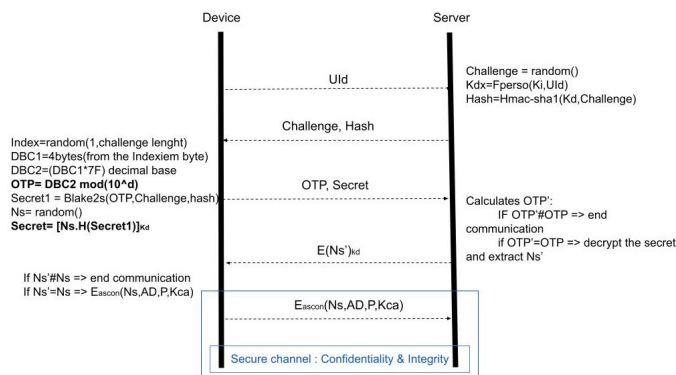 Device
Server
UId
Challenge = random()
Kdx=Fperso(Ki,UId)
Hash=Hmac-sha1(Kd,Challenge)
Challenge, Hash
Index=random(1,challenge lenght)
DBC1=4bytes(from the Indexiem byte)
DBC2=(DBC1*7F) decimal base
OTP= DBC2 mod(10^d)
Secret1 = Blake2s(OTP,Challenge,hash)
Ns= random()
Secret= [Ns.H(Secret1)]Kd
OTP, Secret
Calculates OTP':
IF OTP'#OTP => end
communication
if OTP'=OTP => decrypt the secret
and extract Ns'
E(Ns')kd
If Ns'#Ns => end communication
If Ns'=Ns => Eascon(Ns,AD,P,Kca)
Eascon(Ns,AD,P,Kca)
Secure channel : Confidentiality & Integrity